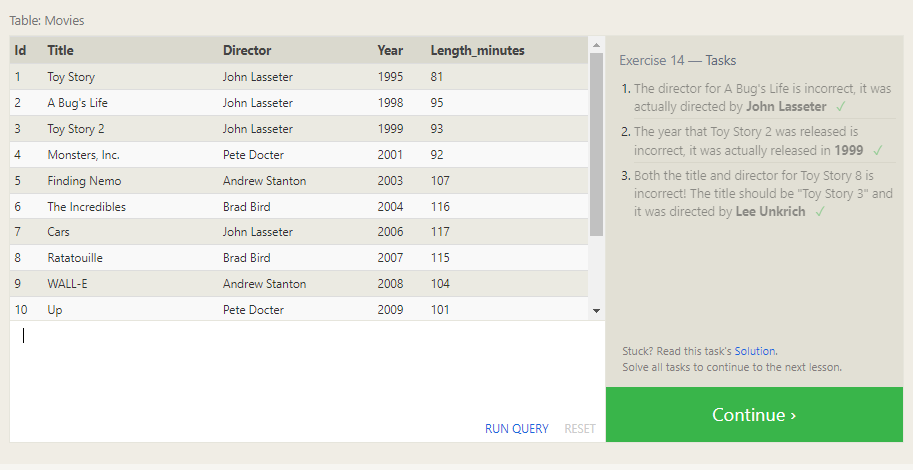 Table: Movies
Id Title Director Year Length_minutes
1 Toy Story John Lasseter 1995 81
2 A Bug's Life John Lasseter 1998 95
3 Toy Story 2 John Lasseter 1999 93
4 Monsters, Inc. Pete Docter 2001 92
5 Finding Nemo Andrew Stanton 2003 107
6 The Incredibles Brad Bird 2004 116
7 Cars John Lasseter 2006 117
8 Ratatouille Brad Bird 2007 115
9 WALL-E Andrew Stanton 2008 104
10 Up Pete Docter 2009 101
RUN QUERY RESET
Exercise 14 — Tasks
1. The director for A Bug's Life is incorrect, it was
actually directed by John Lasseter ✓
2. The year that Toy Story 2 was released is
incorrect, it was actually released in 1999 ✓
3. Both the title and director for Toy Story 8 is
incorrect! The title should be "Toy Story 3" and
it was directed by Lee Unkrich ✓
Stuck? Read this task's Solution.
Solve all tasks to continue to the next lesson.
Continue ›